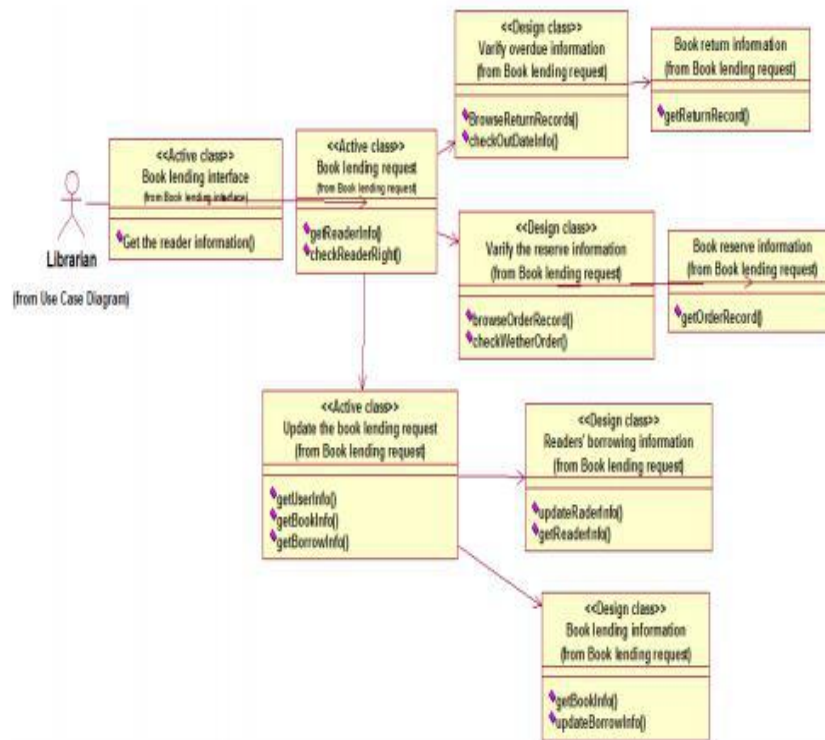 <<Design class>>
Varify overdue information
(from Book lending request)
BrowseReturnRecords()
checkOutDateInfo()
Book return information
(from Book lending request)
getReturnRecord()
<<Active class>>
Book lending interface
(from Book lending interface)
Get the reader information()
<<Active class>>
Book lending request
(from Book lending request)
getReaderInfo()
checkReaderRight()
Librarian
(from Use Case Diagram)
<<Design class>>
Varify the reserve information
(from Book lending request)
browseOrderRecord()
checkWetherOrder()
Book reserve information
(from Book lending request)
getOrderRecord()
<<Active class>>
Update the book lending request
(from Book lending request)
getUserInfo()
getBookInfo()
getBorrowInfo()
<<Design class>>
Readers' borrowing information
(from Book lending request)
updateRaderInfo()
getReaderInfo()
<<Design class>>
Book lending information
(from Book lending request)
getBookInfo()
updateBorrowInfo()